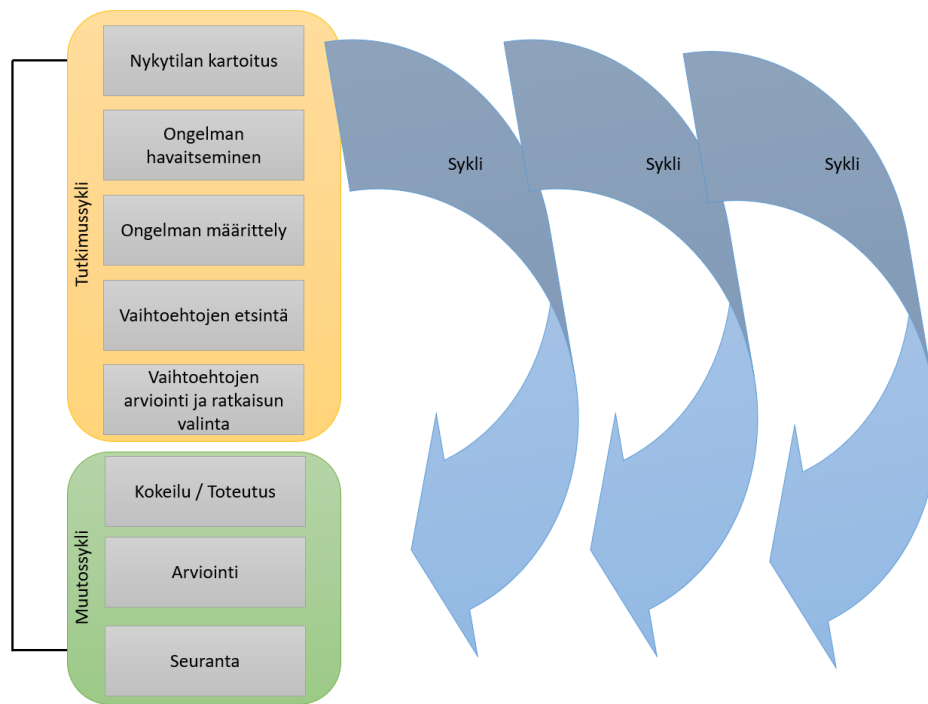 Tutkimussykli
Nykytilan kartoitus
Ongelman
havaitseminen
Ongelman määrittely
Vaihtoehtojen etsintä
Vaihtoehtojen
arviointi ja ratkaisun
valinta
Muutossykli
Kokeilu / Toteutus
Arviointi
Seuranta
Sykli
Sykli
Sykli